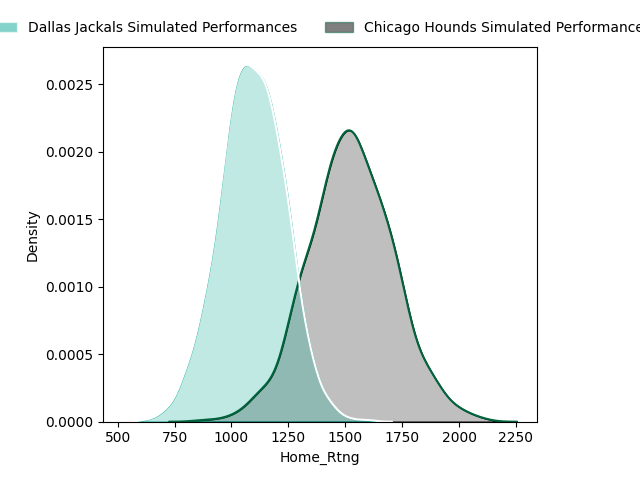 Dallas Jackals Simulated Performances
Chicago Hounds Simulated Performance
0.0025
0.0020
0.0015
0.0010
0.0005
0.0000
Density
500 750 1000 1250 1500 1750 2000 2250
Home_Rtng